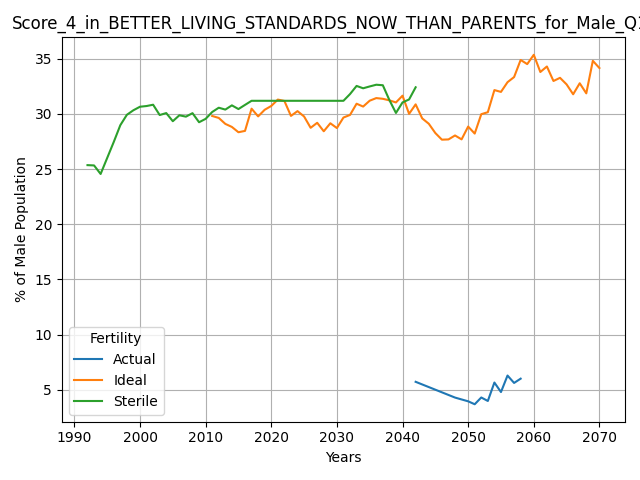 Score_4_in_BETTER_LIVING_STANDARDS_NOW_THAN_PARENTS_for_Male_Q1
% of Male Population
35
30
25
20
15
10
5
Fertility
Actual
Ideal
Sterile
1990 2000 2010 2020 2030 2040 2050 2060 2070
Years